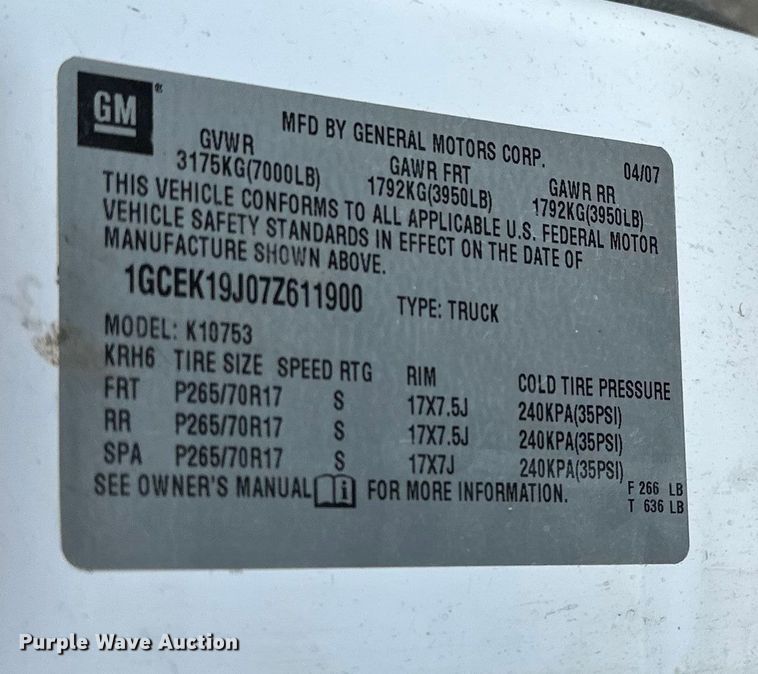 GM ®
MFD BY GENERAL MOTORS CORP. 04/07
GVWR GAWR FRT GAWR RR
3175KG(7000LB) 1792KG(3950LB) 1792KG(3950LB)
THIS VEHICLE CONFORMS TO ALL APPLICABLE U.S. FEDERAL MOTOR
VEHICLE SAFETY STANDARDS IN EFFECT ON THE DATE OF
MANUFACTURE SHOWN ABOVE.
1GCEK19J07Z611900 TYPE: TRUCK
MODEL: K10753
KRH6 TIRE SIZE SPEED RTG RIM COLD TIRE PRESSURE
FRT P265/70R17 S 17X7.5J 240KPA(35PSI)
RR P265/70R17 S 17X7.5J 240KPA(35PSI)
SPA P265/70R17 S 17X7J 240KPA(35PSI)
SEE OWNER'S MANUAL i FOR MORE INFORMATION. F 266 LB
T 636 LB
Purple Wave Auction